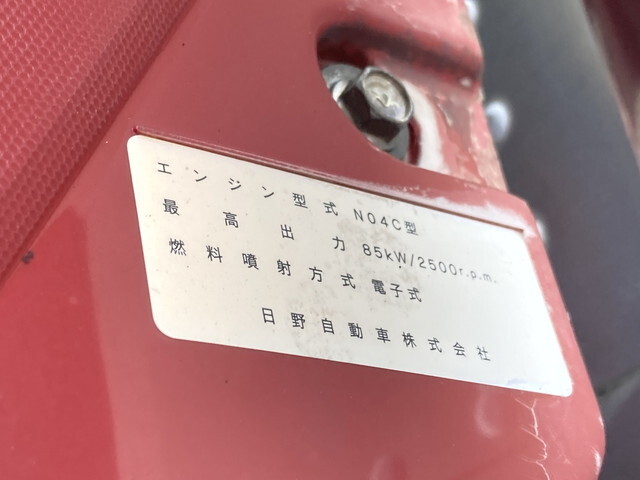 エンジン型式 N04C型
最高出力 85kW/2500r.p.m.
燃料噴射方式 電子式
日野自動車株式会社